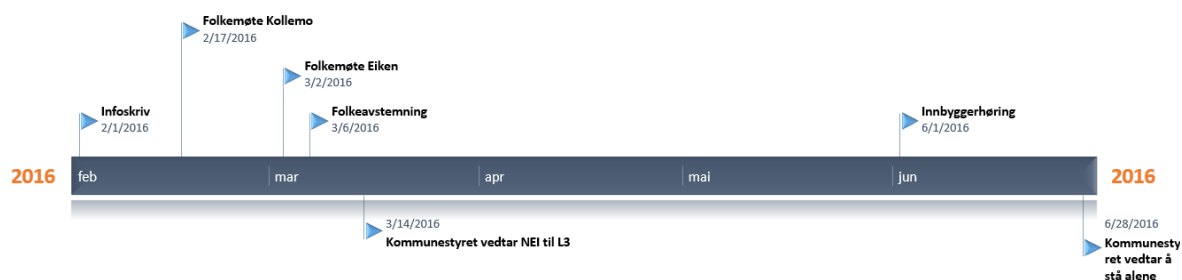 Folkemøte Kollemo
2/17/2016
Folkemøte Eiken
3/2/2016
Infoskriv
2/1/2016
Folkeavstemning
3/6/2016
Innbyggerhøring
6/1/2016
2016 feb mar apr mai jun 2016
3/14/2016
Kommunestyret vedtar NEI til L3
6/28/2016
Kommunesty
ret vedtar å
stå alene